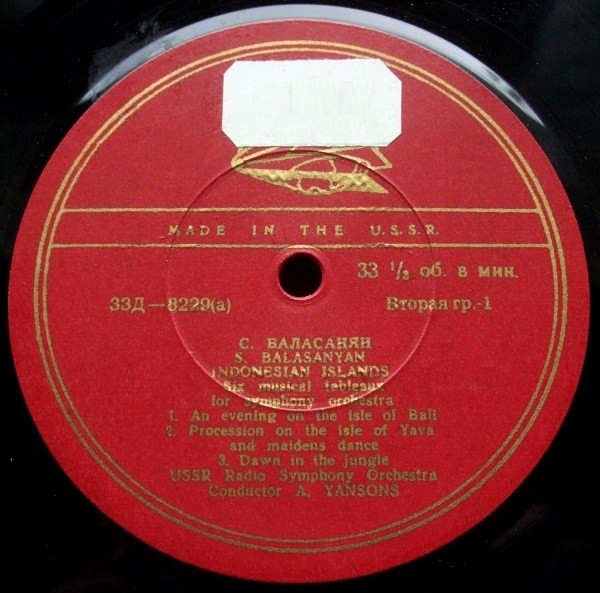 MADE IN THE U.S.S.R.
33 1/3 об. в мин.
33Д—8229(а) Вторая гр.-1
С. БАЛАСАНЯН
S. BALASANYAN
INDONESIAN ISLANDS
Six musical tableaux
for symphony orchestra
1. An evening on the isle of Bali
2. Procession on the isle of Yava
and maidens dance
3. Dawn in the jungle
USSR Radio Symphony Orchestra
Conductor A. YANSONS